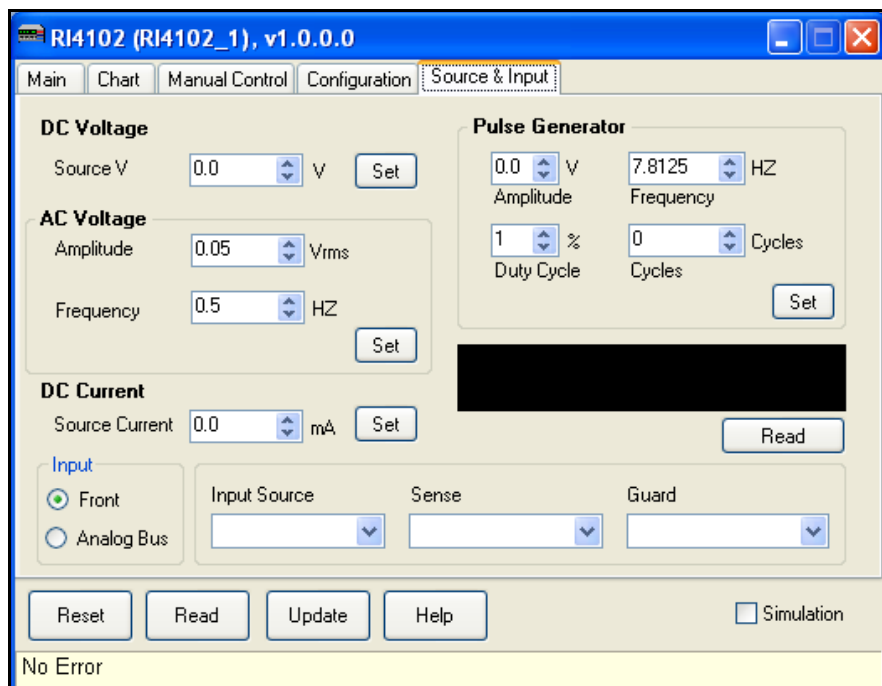 RI4102 (RI4102_1), v1.0.0.0
Main Chart Manual Control Configuration Source & Input
DC Voltage
Source V 0.0 V Set
AC Voltage
Amplitude 0.05 Vrms
Frequency 0.5 HZ
Set
DC Current
Source Current 0.0 mA Set
Pulse Generator
0.0 V 7.8125 HZ
Amplitude Frequency
1 % 0 Cycles
Duty Cycle Cycles
Set
Read
Input
Front
Analog Bus
Input Source Sense Guard
Reset Read Update Help Simulation
No Error